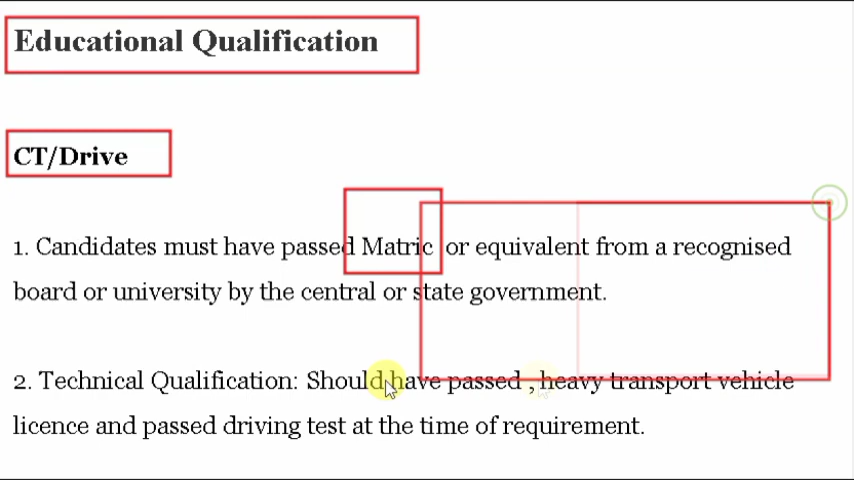 Educational Qualification
CT/Drive
1. Candidates must have passed Matric or equivalent from a recognised
board or university by the central or state government.
2. Technical Qualification: Should have passed , heavy transport vehicle
licence and passed driving test at the time of requirement.